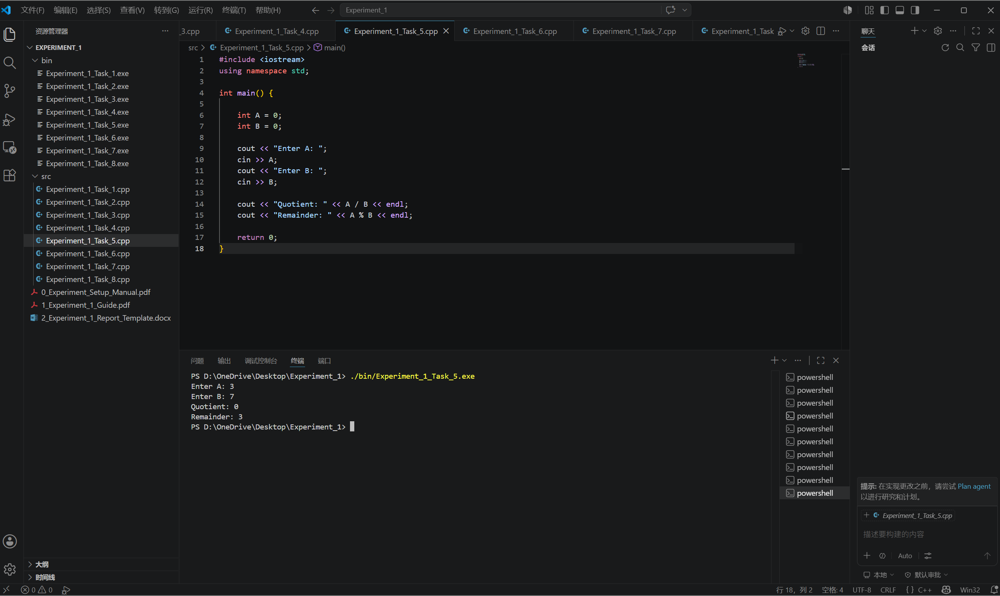 文件(F) 编辑(E) 选择(S) 查看(V) 转到(G) 运行(R) 终端(T) 帮助(H) Experiment_1
资源管理器
EXPERIMENT_1
bin
Experiment_1_Task_1.exe
Experiment_1_Task_2.exe
Experiment_1_Task_3.exe
Experiment_1_Task_4.exe
Experiment_1_Task_5.exe
Experiment_1_Task_6.exe
Experiment_1_Task_7.exe
Experiment_1_Task_8.exe
src
Experiment_1_Task_1.cpp
Experiment_1_Task_2.cpp
Experiment_1_Task_3.cpp
Experiment_1_Task_4.cpp
Experiment_1_Task_5.cpp
Experiment_1_Task_6.cpp
Experiment_1_Task_7.cpp
Experiment_1_Task_8.cpp
0_Experiment_Setup_Manual.pdf
1_Experiment_1_Guide.pdf
2_Experiment_1_Report_Template.docx
大纲
时间线
_3.cpp Experiment_1_Task_4.cpp Experiment_1_Task_5.cpp Experiment_1_Task_6.cpp Experiment_1_Task_7.cpp Experiment_1_Task
src > Experiment_1_Task_5.cpp > main()
1 #include <iostream>
2 using namespace std;
3
4 int main() {
5
6 int A = 0;
7 int B = 0;
8
9 cout << "Enter A: ";
10 cin >> A;
11 cout << "Enter B: ";
12 cin >> B;
13
14 cout << "Quotient: " << A / B << endl;
15 cout << "Remainder: " << A % B << endl;
16
17 return 0;
18 }
问题 输出 调试控制台 终端 端口
PS D:\OneDrive\Desktop\Experiment_1> ./bin/Experiment_1_Task_5.exe
Enter A: 3
Enter B: 7
Quotient: 0
Remainder: 3
PS D:\OneDrive\Desktop\Experiment_1>
powershell
powershell
powershell
powershell
powershell
powershell
powershell
powershell
powershell
powershell
聊天
会话
提示: 在实现更改之前，请尝试 Plan agent
以进行研究和计划。
Experiment_1_Task_5.cpp
描述要构建的内容
Auto
本地 默认审批
0 0 行 18，列 2 空格: 4 UTF-8 CRLF {} C++ Win32